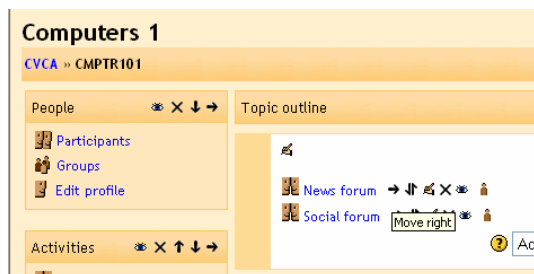 Computers 1
CVCA » CMPTR101
People
Participants
Groups
Edit profile
Activities
Topic outline
News forum
Social forum
Move right